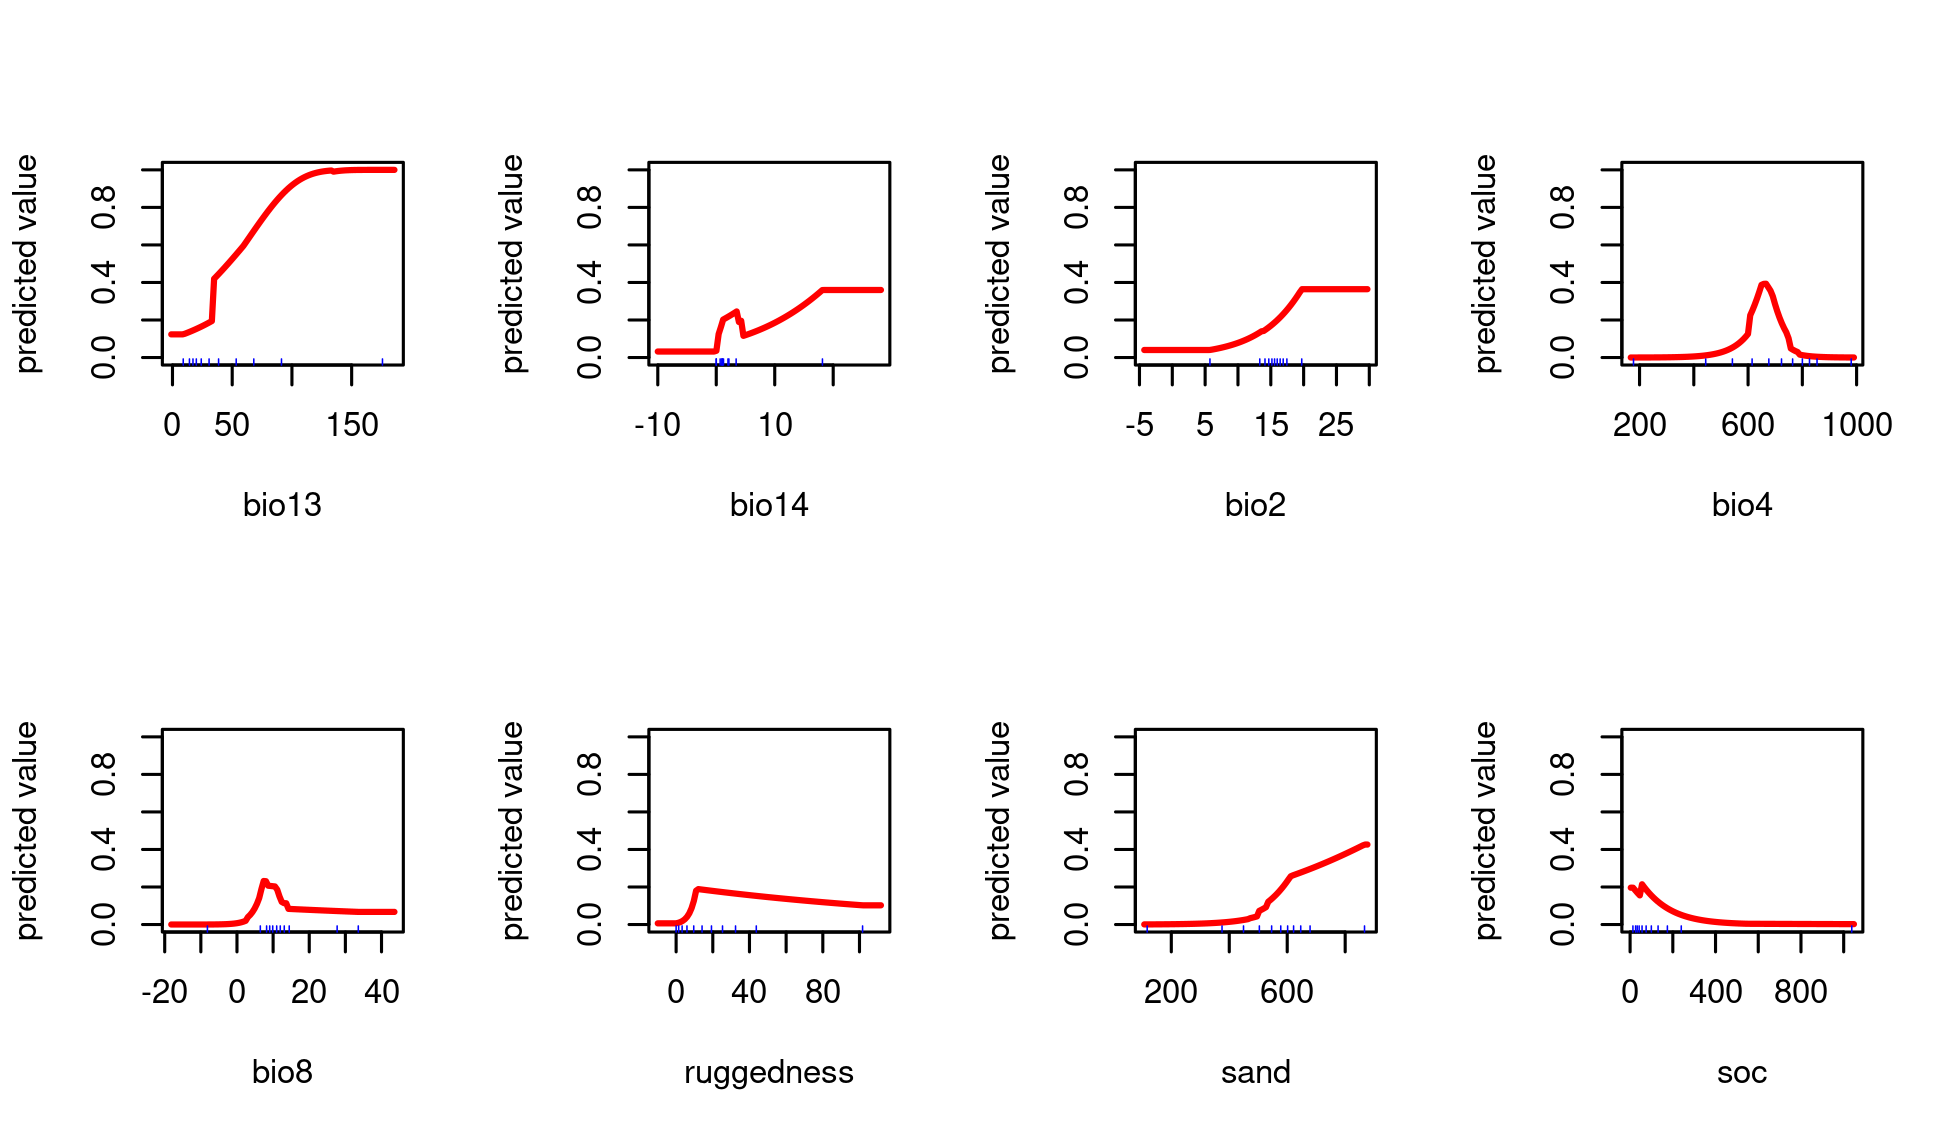 predicted value
0.0 0.4 0.8
0 50 150
bio13
predicted value
0.0 0.4 0.8
-10 10
bio14
predicted value
0.0 0.4 0.8
-5 5 15 25
bio2
predicted value
0.0 0.4 0.8
200 600 1000
bio4
predicted value
0.0 0.4 0.8
-20 0 20 40
bio8
predicted value
0.0 0.4 0.8
0 40 80
ruggedness
predicted value
0.0 0.4 0.8
200 600
sand
predicted value
0.0 0.4 0.8
0 400 800
soc